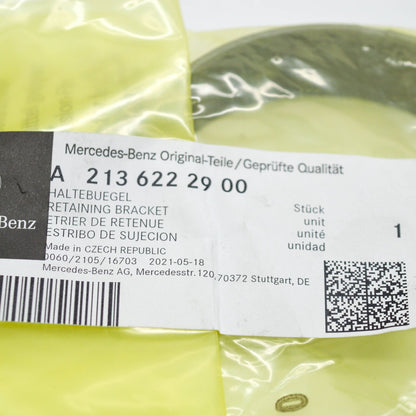 Mercedes-Benz Original-Teile/Geprüfte Qualität
A 213 622 29 00
HALTEBUEGEL
RETAINING BRACKET
ETRIER DE RETENUE
ESTRIBO DE SUJECION
Stück
unit
unité
unidad
1
Benz
Made in CZECH REPUBLIC
0060/2105/16703 2021-05-18
Mercedes-Benz AG, Mercedesstr.120, 70372 Stuttgart, DE